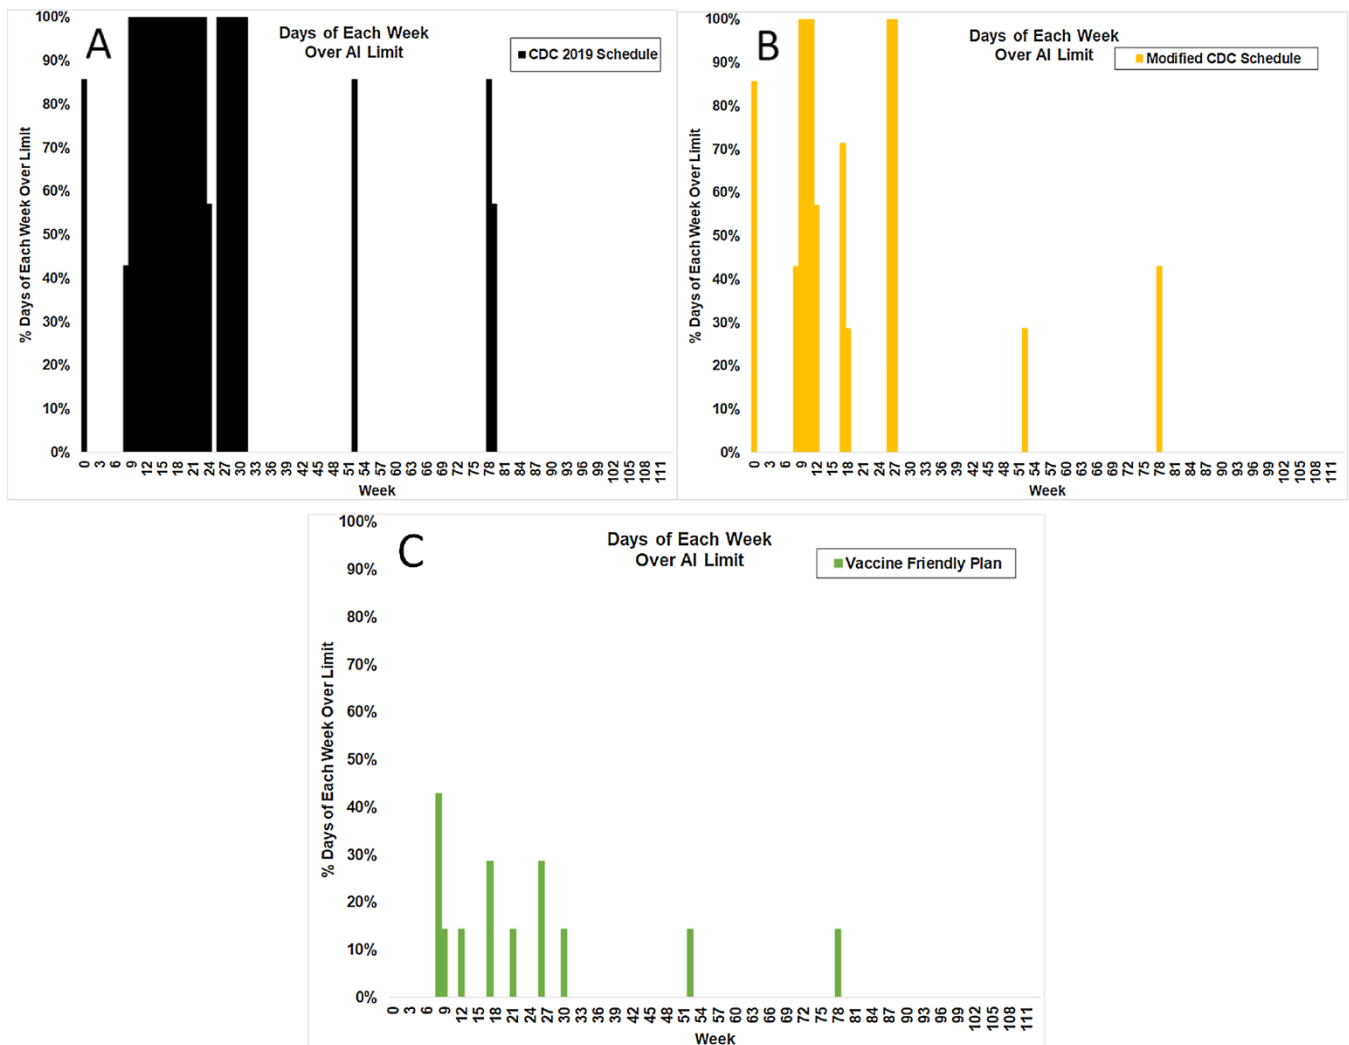 A
Days of Each Week
Over Al Limit
CDC 2019 Schedule
% Days of Each Week Over Limit
100%
90%
80%
70%
60%
50%
40%
30%
20%
10%
0%
0 3 6 9 12 15 18 21 24 27 30 33 36 39 42 45 48 51 54 57 60 63 66 69 72 75 78 81 84 87 90 93 96 99 102 105 108 111
Week
B
Days of Each Week
Over Al Limit
Modified CDC Schedule
% Days of Each Week Over Limit
100%
90%
80%
70%
60%
50%
40%
30%
20%
10%
0%
0 3 6 9 12 15 18 21 24 27 30 33 36 39 42 45 48 51 54 57 60 63 66 69 72 75 78 81 84 87 90 93 96 99 102 105 108 111
Week
C
Days of Each Week
Over Al Limit
Vaccine Friendly Plan
% Days of Each Week Over Limit
100%
90%
80%
70%
60%
50%
40%
30%
20%
10%
0%
0 3 6 9 12 15 18 21 24 27 30 33 36 39 42 45 48 51 54 57 60 63 66 69 72 75 78 81 84 87 90 93 96 99 102 105 108 111
Week